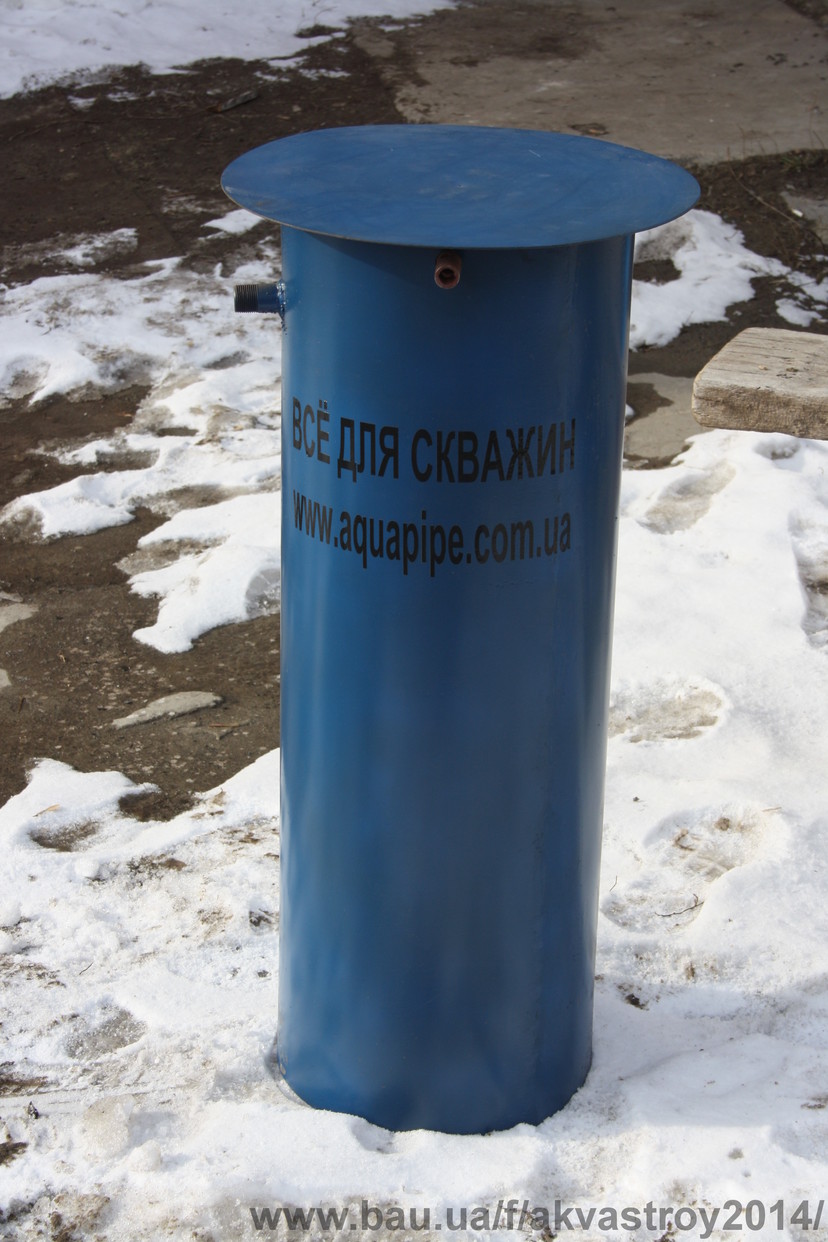 ВСЁ ДЛЯ СКВАЖИН
www.aquapipe.com.ua
www.bau.ua/f/akvastroy2014/